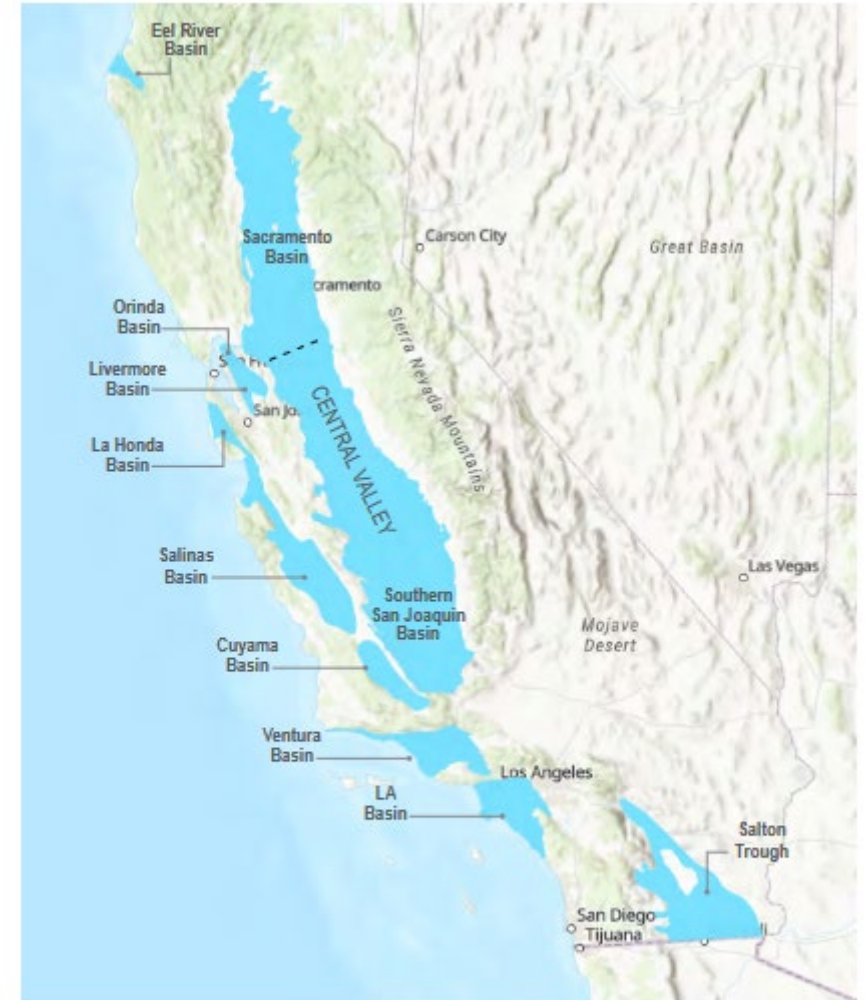 Eel River
Basin
Sacramento
Basin
Carson City
Great Basin
cramento
Orinda
Basin
Sierra Nevada Mountains
Livermore
Basin
San Jo
CENTRAL VALLEY
La Honda
Basin
Salinas
Basin
Las Vegas
Southern
San Joaquin
Basin
Mojave
Desert
Cuyama
Basin
Ventura
Basin
Los Angeles
LA
Basin
Salton
Trough
San Diego
Tijuana